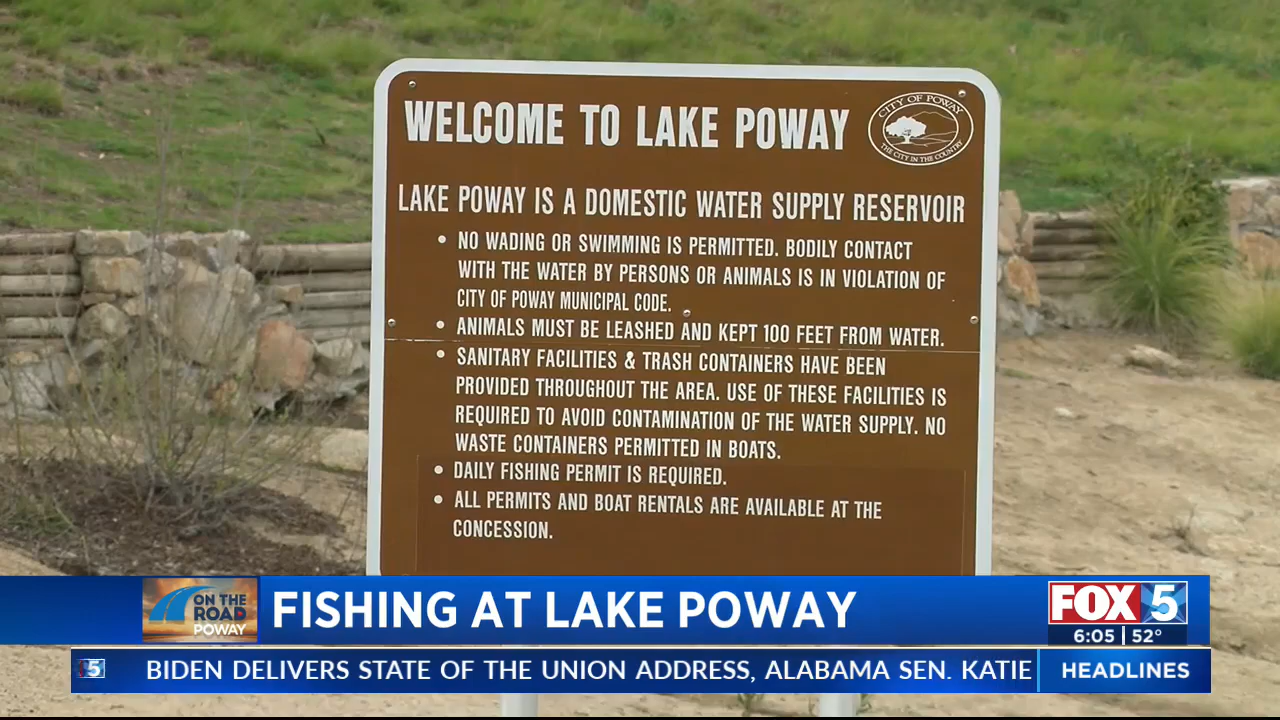 WELCOME TO LAKE POWAY
CITY OF POWAY
THE CITY IN THE COUNTRY
LAKE POWAY IS A DOMESTIC WATER SUPPLY RESERVOIR
• NO WADING OR SWIMMING IS PERMITTED. BODILY CONTACT
WITH THE WATER BY PERSONS OR ANIMALS IS IN VIOLATION OF
CITY OF POWAY MUNICIPAL CODE.
• ANIMALS MUST BE LEASHED AND KEPT 100 FEET FROM WATER.
• SANITARY FACILITIES & TRASH CONTAINERS HAVE BEEN
PROVIDED THROUGHOUT THE AREA. USE OF THESE FACILITIES IS
REQUIRED TO AVOID CONTAMINATION OF THE WATER SUPPLY. NO
WASTE CONTAINERS PERMITTED IN BOATS.
• DAILY FISHING PERMIT IS REQUIRED.
• ALL PERMITS AND BOAT RENTALS ARE AVAILABLE AT THE
CONCESSION.
ON THE
ROAD
POWAY
FISHING AT LAKE POWAY
FOX 5
6:05 | 52°
5 BIDEN DELIVERS STATE OF THE UNION ADDRESS, ALABAMA SEN. KATIE
HEADLINES